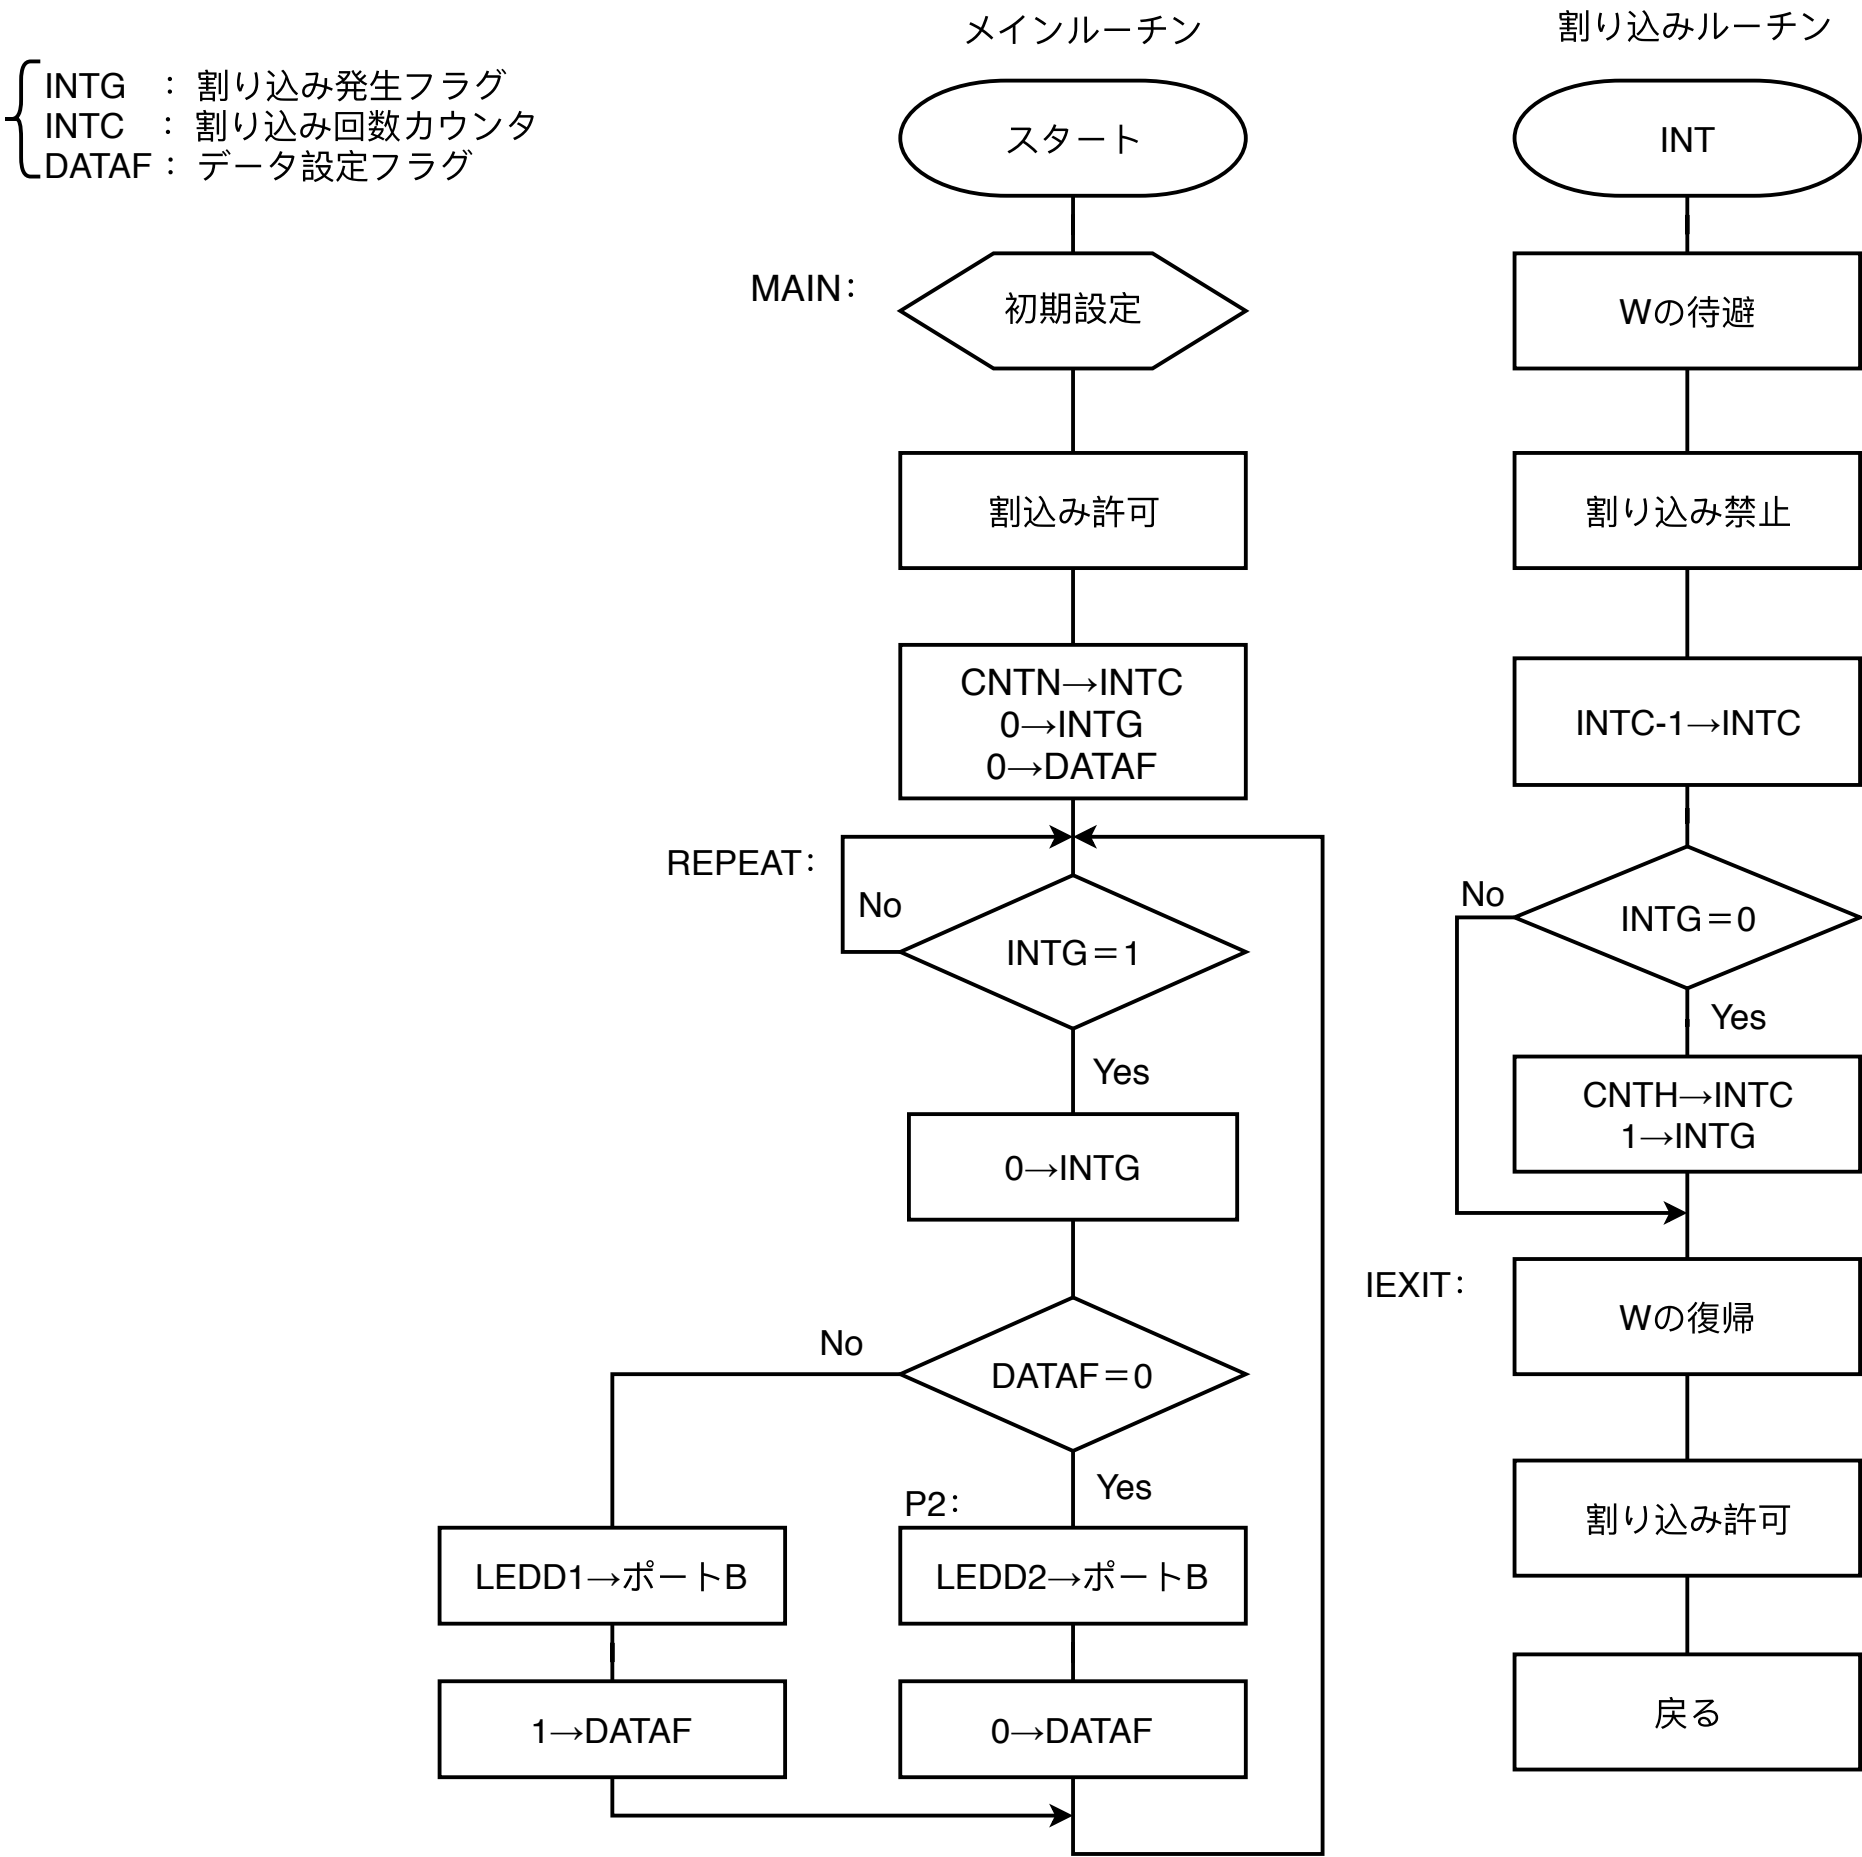 INTG : 割り込み発生フラグ
INTC : 割り込み回数カウンタ
DATAF : データ設定フラグ
メインルーチン
スタート
MAIN:
初期設定
割込み許可
CNTN→INTC
0→INTG
0→DATAF
REPEAT:
No
INTG＝1
Yes
0→INTG
No
DATAF＝0
Yes
P2:
LEDD1→ポートB
LEDD2→ポートB
1→DATAF
0→DATAF
割り込みルーチン
INT
Wの待避
割り込み禁止
INTC-1→INTC
No
INTG＝0
Yes
CNTH→INTC
1→INTG
IEXIT:
Wの復帰
割り込み許可
戻る